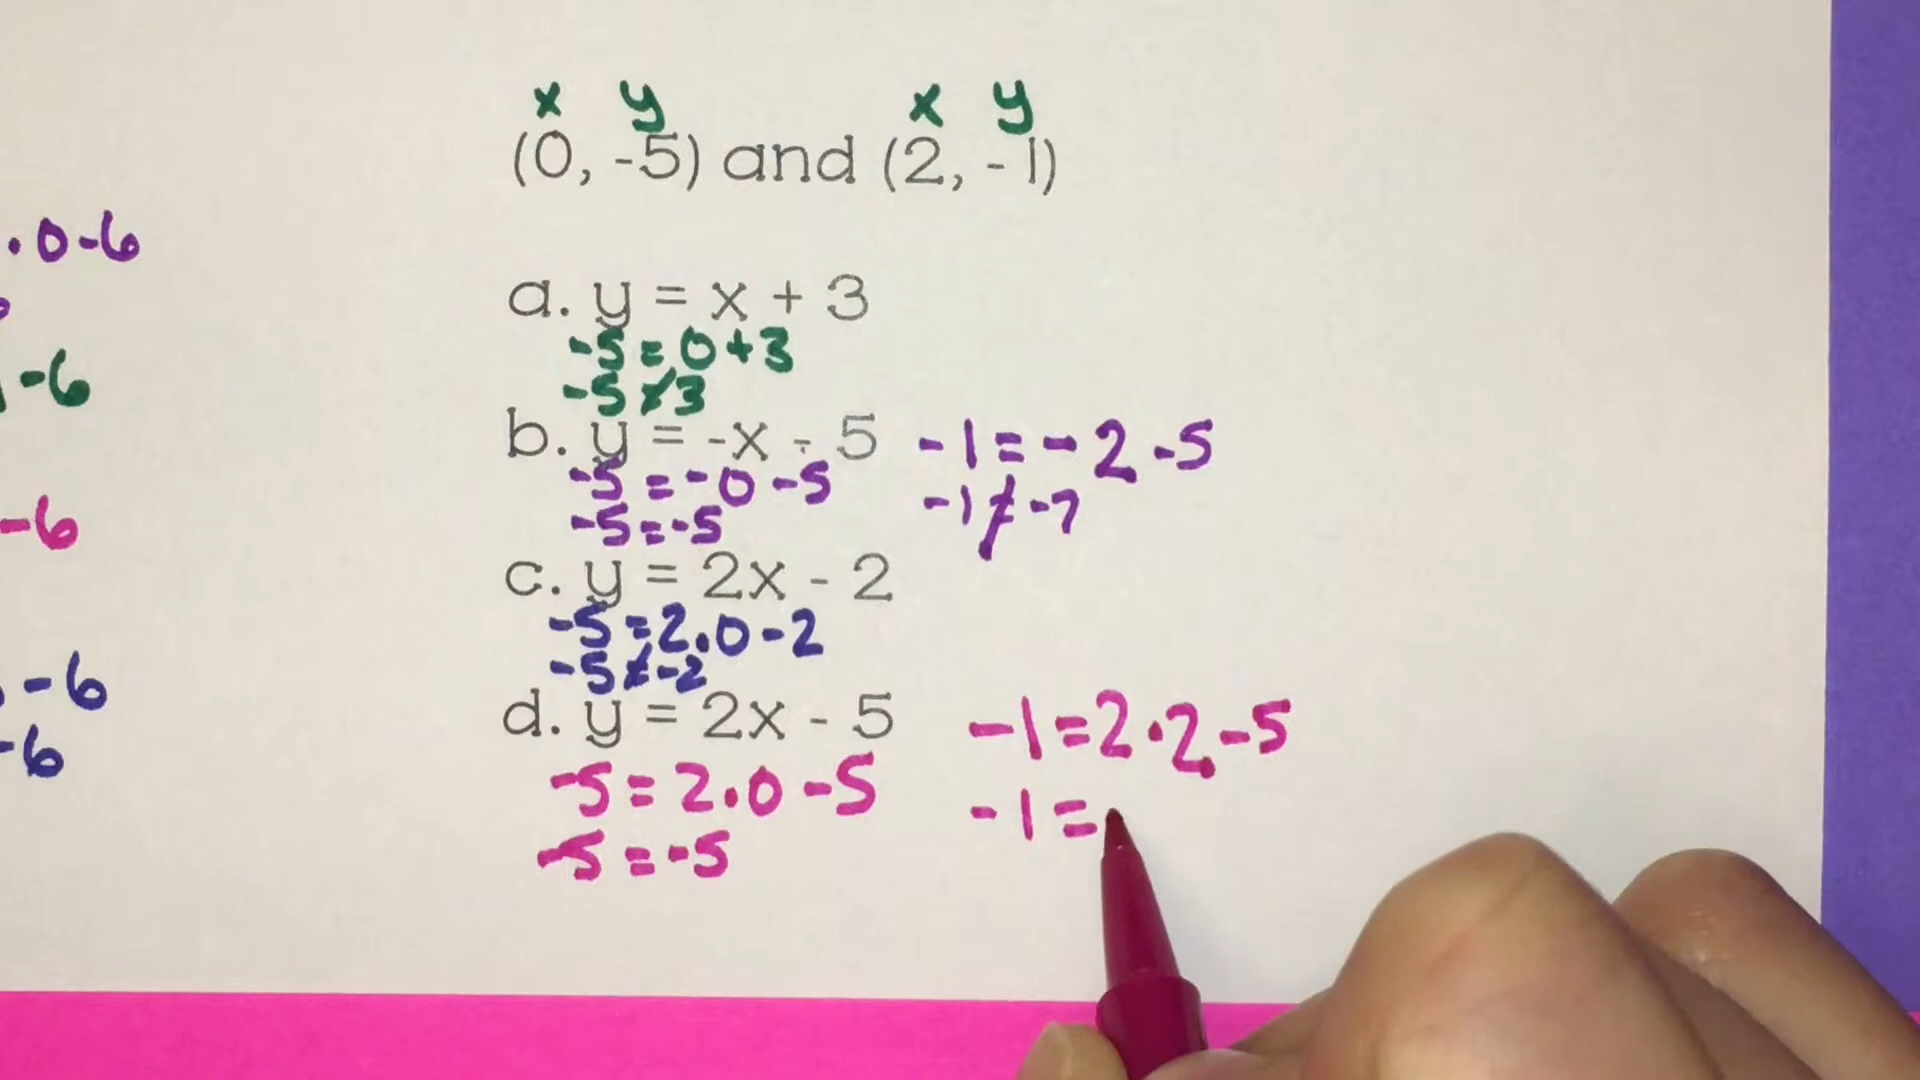 x y x y
(0, -5) and (2, -1)
. 0 - 6
a. y = x + 3
-5 = 0 + 3
- 6
-5 ≠ 3
b. y = -x - 5
-1 = - 2 - 5
-5 = - 0 - 5
-1 ≠ -7
-5 = -5
- 6
c. y = 2x - 2
-5 = 2 . 0 - 2
-5 ≠ -2
- 6
d. y = 2x - 5
-1 = 2 · 2 - 5
- 6
-5 = 2 . 0 - 5
-1 =
-5 = -5